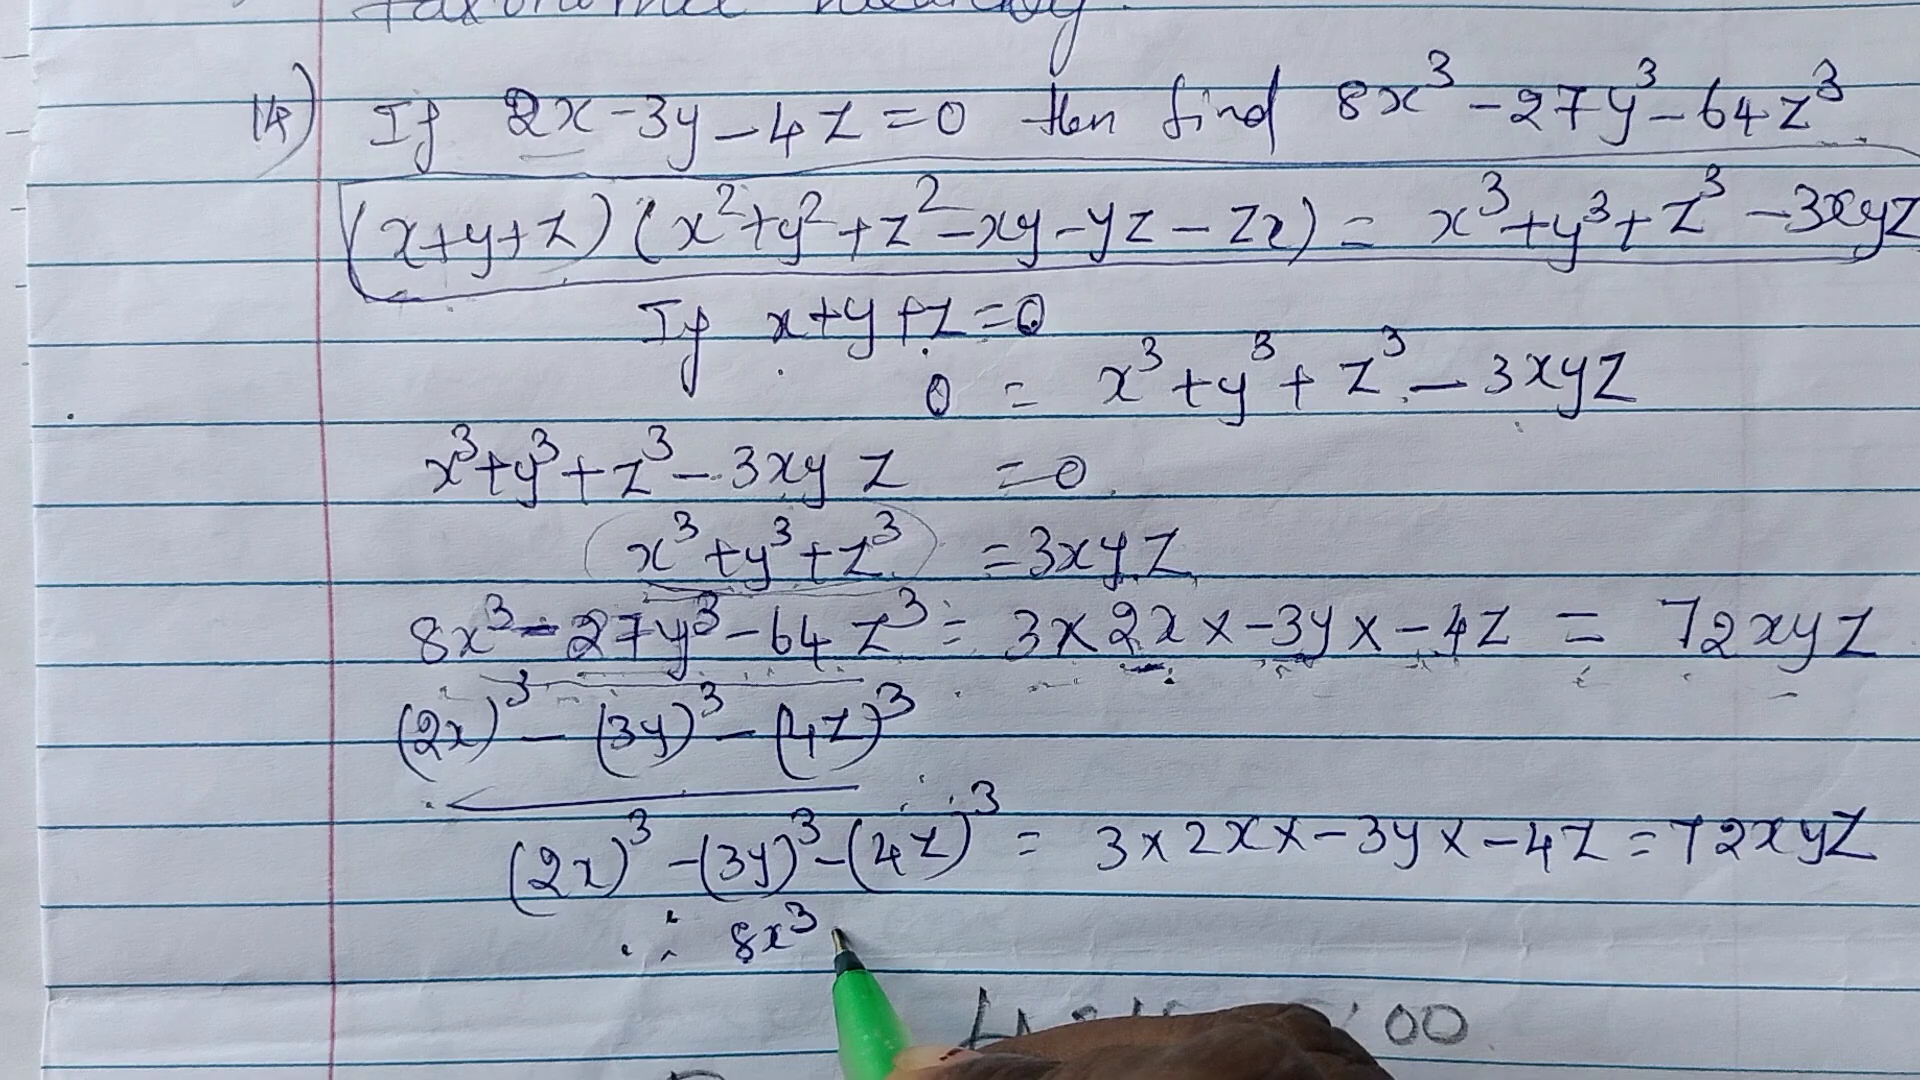 14) If 2x-3y-4z=0 then find 8x³-27y³-64z³
(x+y+z)(x²+y²+z²-xy-yz-zx) = x³+y³+z³-3xyz
If x+y+z=0
0 = x³+y³+z³-3xyz
x³+y³+z³-3xyz =0
x³+y³+z³ =3xyz
8x³-27y³-64z³ = 3×2x×-3y×-4z = 72xyz
(2x)³-(3y)³-(4z)³
(2x)³-(3y)³-(4z)³ = 3×2x×-3y×-4z=72xyz
∴ 8x³